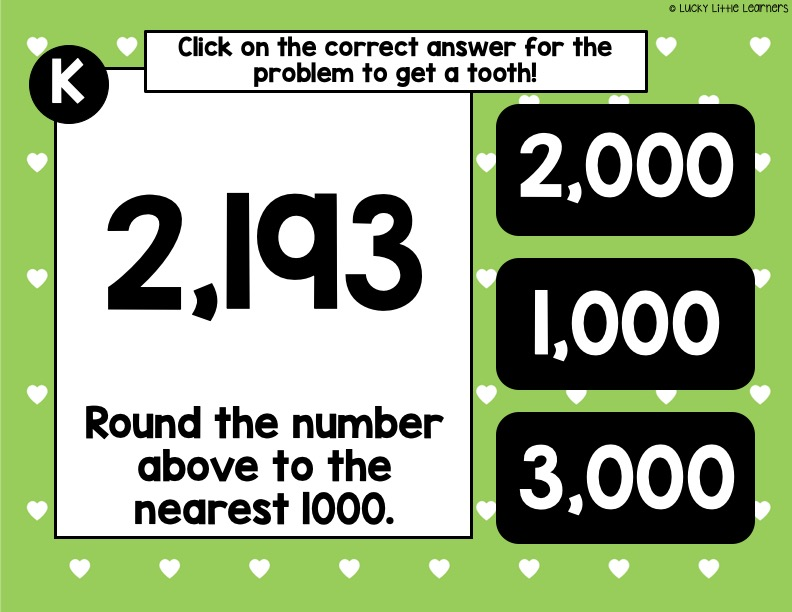 © Lucky Little Learners
Click on the correct answer for the
problem to get a tooth!
K
2,193
Round the number
above to the
nearest 1000.
2,000
1,000
3,000